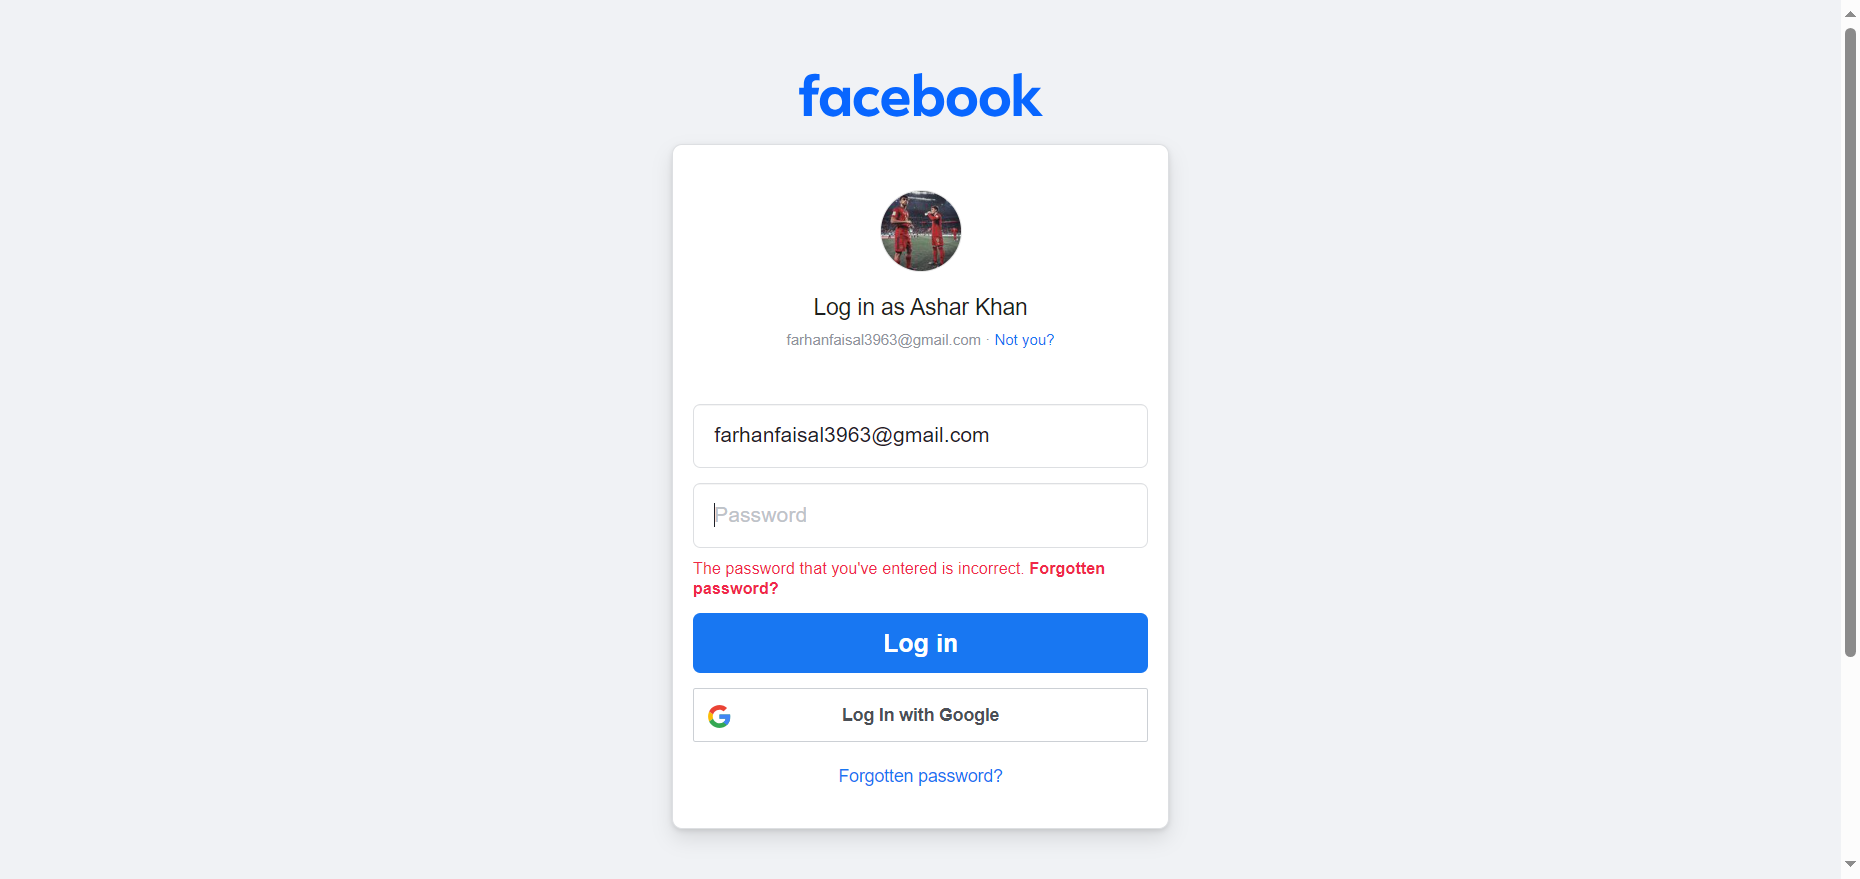 facebook
Log in as Ashar Khan
farhanfaisal3963@gmail.com · Not you?
farhanfaisal3963@gmail.com
Password
The password that you've entered is incorrect. Forgotten
password?
Log in
Log In with Google
Forgotten password?